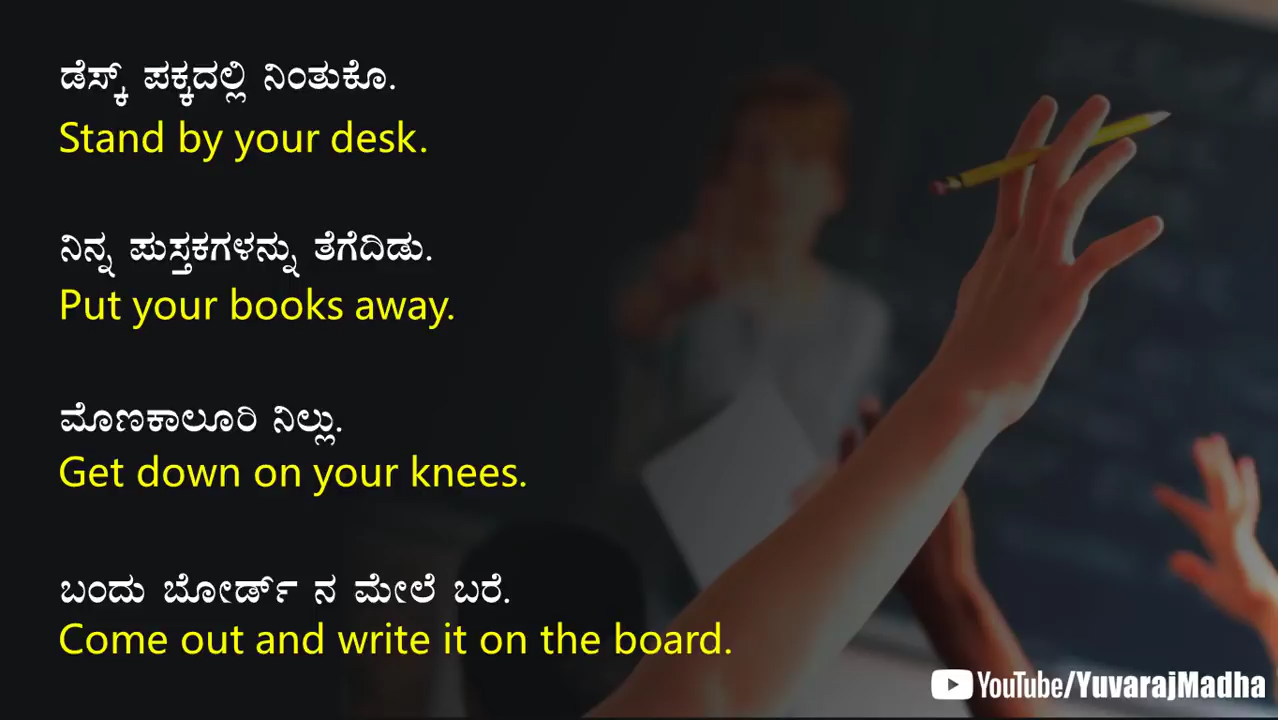 ಡೆಸ್ಕ್ ಪಕ್ಕದಲ್ಲಿ ನಿಂತುಕೊ.
Stand by your desk.
ನಿನ್ನ ಪುಸ್ತಕಗಳನ್ನು ತೆಗೆದಿಡು.
Put your books away.
ಮೊಣಕಾಲೂರಿ ನಿಲ್ಲು.
Get down on your knees.
ಬಂದು ಬೋರ್ಡ್ ನ ಮೇಲೆ ಬರೆ.
Come out and write it on the board.
YouTube/YuvarajMadha